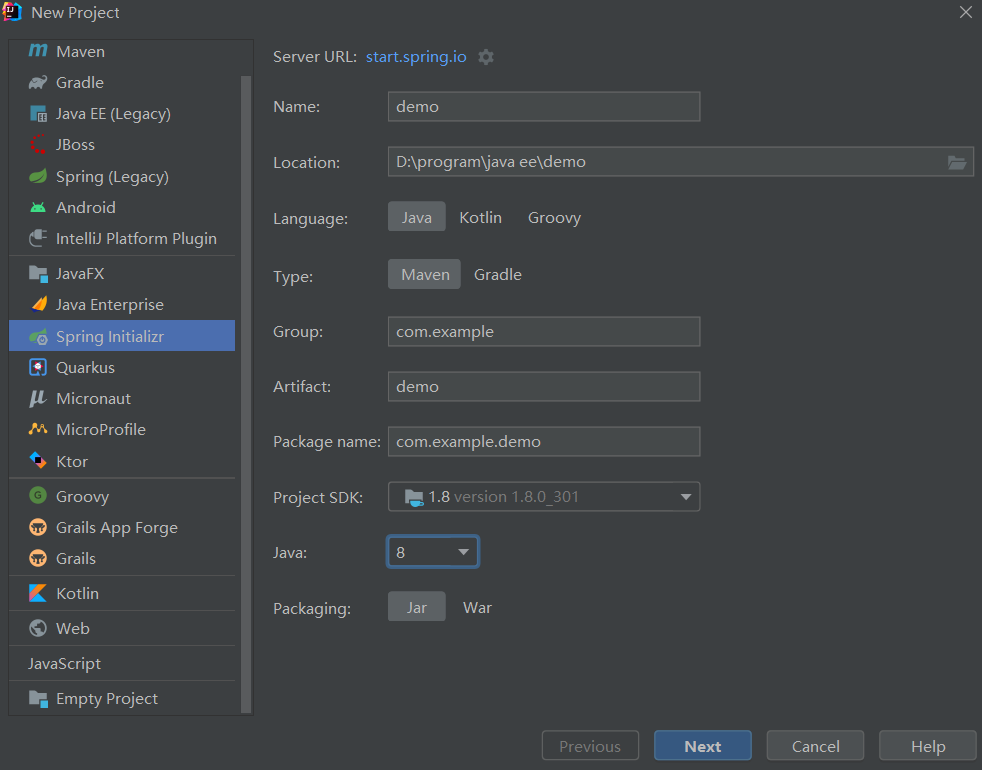 New Project
Maven
Gradle
Java EE (Legacy)
JBoss
Spring (Legacy)
Android
IntelliJ Platform Plugin
JavaFX
Java Enterprise
Spring Initializr
Quarkus
Micronaut
MicroProfile
Ktor
Groovy
Grails App Forge
Grails
Kotlin
Web
JavaScript
Empty Project
Server URL: start.spring.io
Name: demo
Location: D:\program\java ee\demo
Language: Java Kotlin Groovy
Type: Maven Gradle
Group: com.example
Artifact: demo
Package name: com.example.demo
Project SDK: 1.8 version 1.8.0_301
Java: 8
Packaging: Jar War
Previous Next Cancel Help